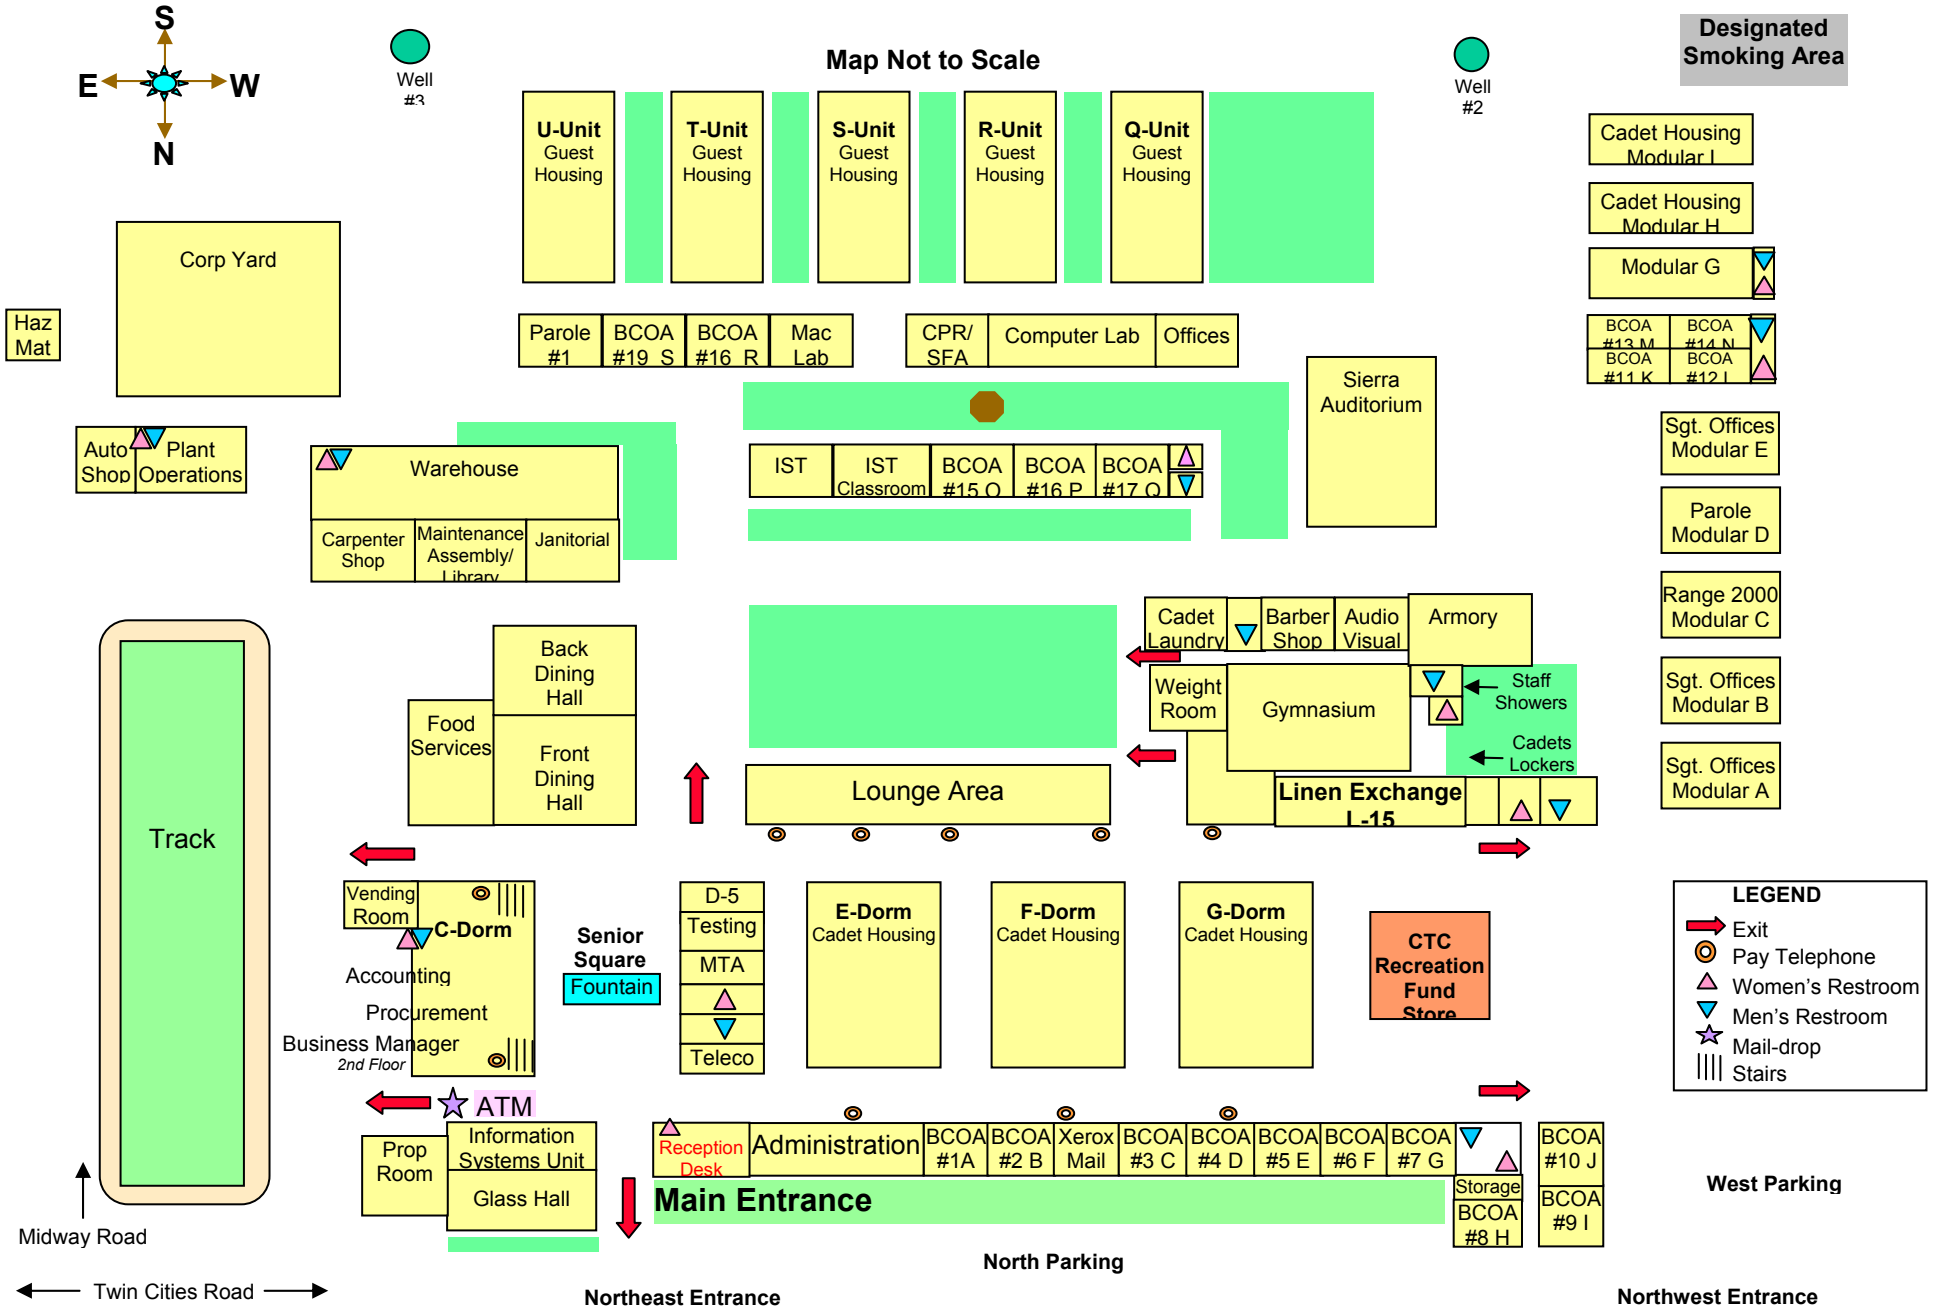 S
E
W
N
Well
#3
Map Not to Scale
Well
#2
Designated
Smoking Area
U-Unit
Guest
Housing
T-Unit
Guest
Housing
S-Unit
Guest
Housing
R-Unit
Guest
Housing
Q-Unit
Guest
Housing
Cadet Housing
Modular I
Cadet Housing
Modular H
Modular G
Corp Yard
Haz
Mat
Parole
#1
BCOA
#19 S
BCOA
#16 R
Mac
Lab
CPR/
SFA
Computer Lab
Offices
BCOA
#13 M
BCOA
#14 N
BCOA
#11 K
BCOA
#12 L
Sierra
Auditorium
Auto
Shop
Plant
Operations
Warehouse
Carpenter
Shop
Maintenance
Assembly/
Library
Janitorial
IST
IST
Classroom
BCOA
#15 O
BCOA
#16 P
BCOA
#17 Q
Sgt. Offices
Modular E
Parole
Modular D
Range 2000
Modular C
Sgt. Offices
Modular B
Sgt. Offices
Modular A
Cadet
Laundry
Barber
Shop
Audio
Visual
Armory
Weight
Room
Gymnasium
Staff
Showers
Cadets
Lockers
Linen Exchange
L-15
Back
Dining
Hall
Food
Services
Front
Dining
Hall
Lounge Area
Track
Vending
Room
C-Dorm
Accounting
Procurement
Business Manager
2nd Floor
Senior
Square
Fountain
D-5
Testing
MTA
Teleco
E-Dorm
Cadet Housing
F-Dorm
Cadet Housing
G-Dorm
Cadet Housing
CTC
Recreation
Fund
Store
LEGEND
Exit
Pay Telephone
Women's Restroom
Men's Restroom
Mail-drop
Stairs
ATM
Prop
Room
Information
Systems Unit
Glass Hall
Reception
Desk
Administration
BCOA
#1A
BCOA
#2 B
Xerox
Mail
BCOA
#3 C
BCOA
#4 D
BCOA
#5 E
BCOA
#6 F
BCOA
#7 G
Storage
BCOA
#8 H
BCOA
#10 J
BCOA
#9 I
Main Entrance
West Parking
Midway Road
North Parking
Twin Cities Road
Northeast Entrance
Northwest Entrance